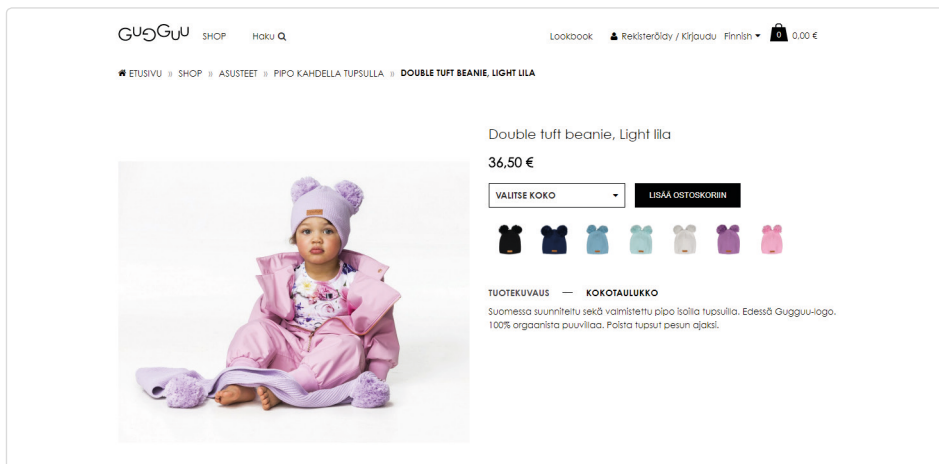 GUGGUU SHOP Haku Lookbook Rekisteröidy / Kirjaudu Finnish 0 0,00 €
ETUSIVU » SHOP » ASUSTEET » PIPO KAHDELLA TUPSULLA » DOUBLE TUFT BEANIE, LIGHT LILA
Double tuft beanie, Light lila
36,50 €
VALITSE KOKO LISÄÄ OSTOSKORIIN
TUOTEKUVAUS — KOKOTAULUKKO
Suomessa suunniteltu sekä valmistettu pipo isoilla tupsuilla. Edessä Gugguu-logo.
100% orgaanista puuvillaa. Poista tupsut pesun ajaksi.